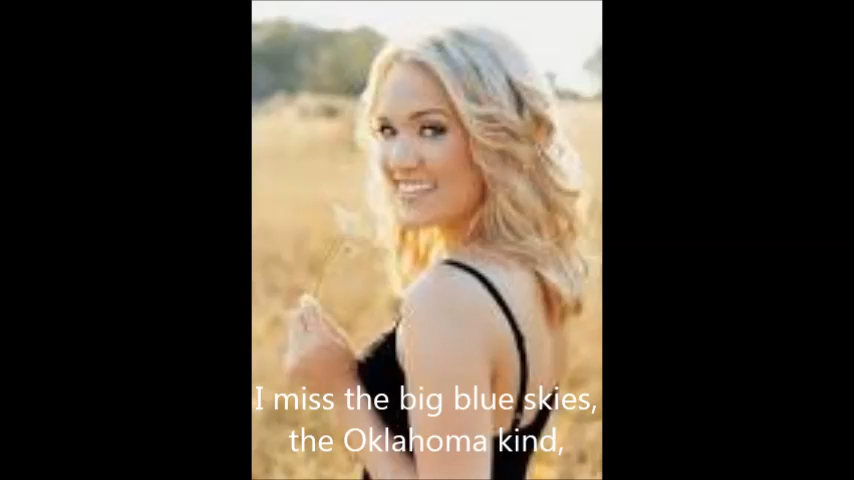 I miss the big blue skies,
the Oklahoma kind,